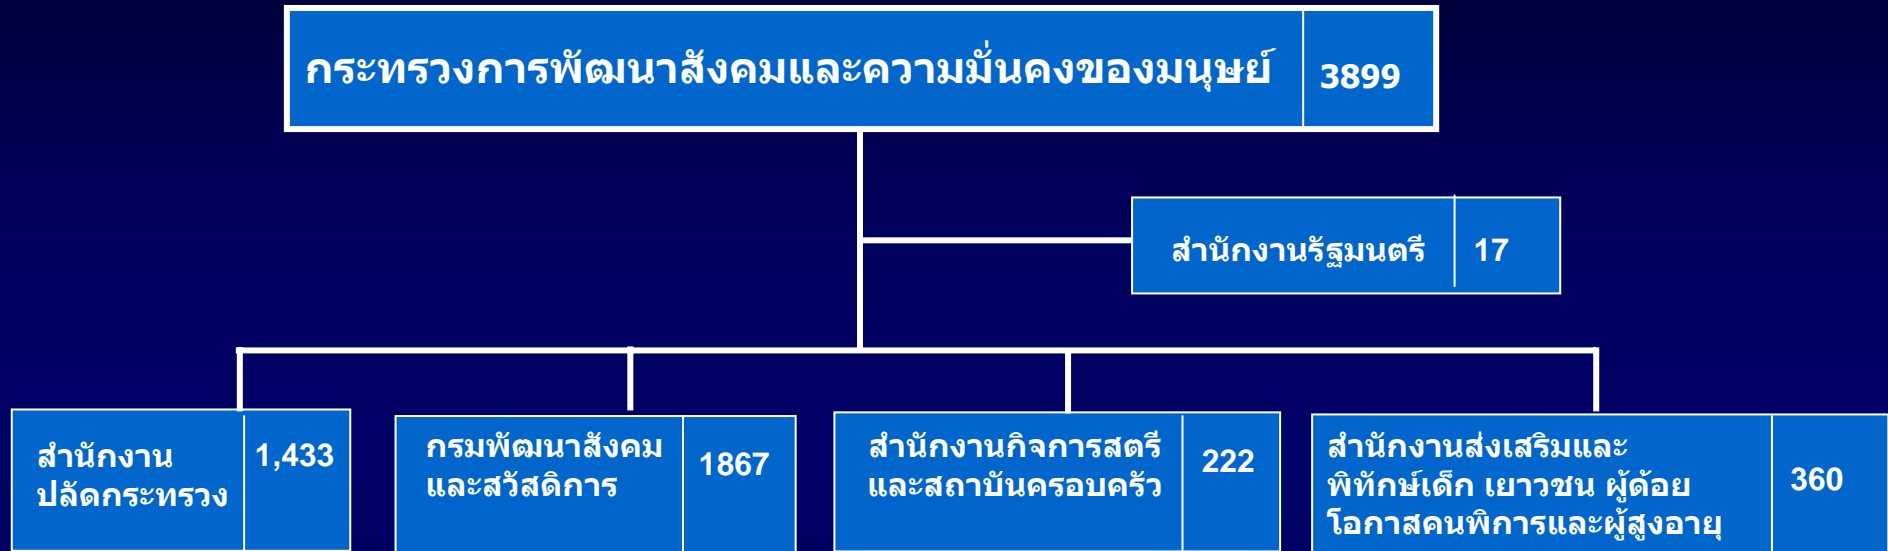 กระทรวงการพัฒนาสังคมและความมั่นคงของมนุษย์ 3899
สำนักงานรัฐมนตรี 17
สำนักงาน
ปลัดกระทรวง
1,433
กรมพัฒนาสังคม
และสวัสดิการ
1867
สำนักงานกิจการสตรี
และสถาบันครอบครัว
222
สำนักงานส่งเสริมและ
พิทักษ์เด็ก เยาวชน ผู้ด้อย
โอกาสคนพิการและผู้สูงอายุ
360